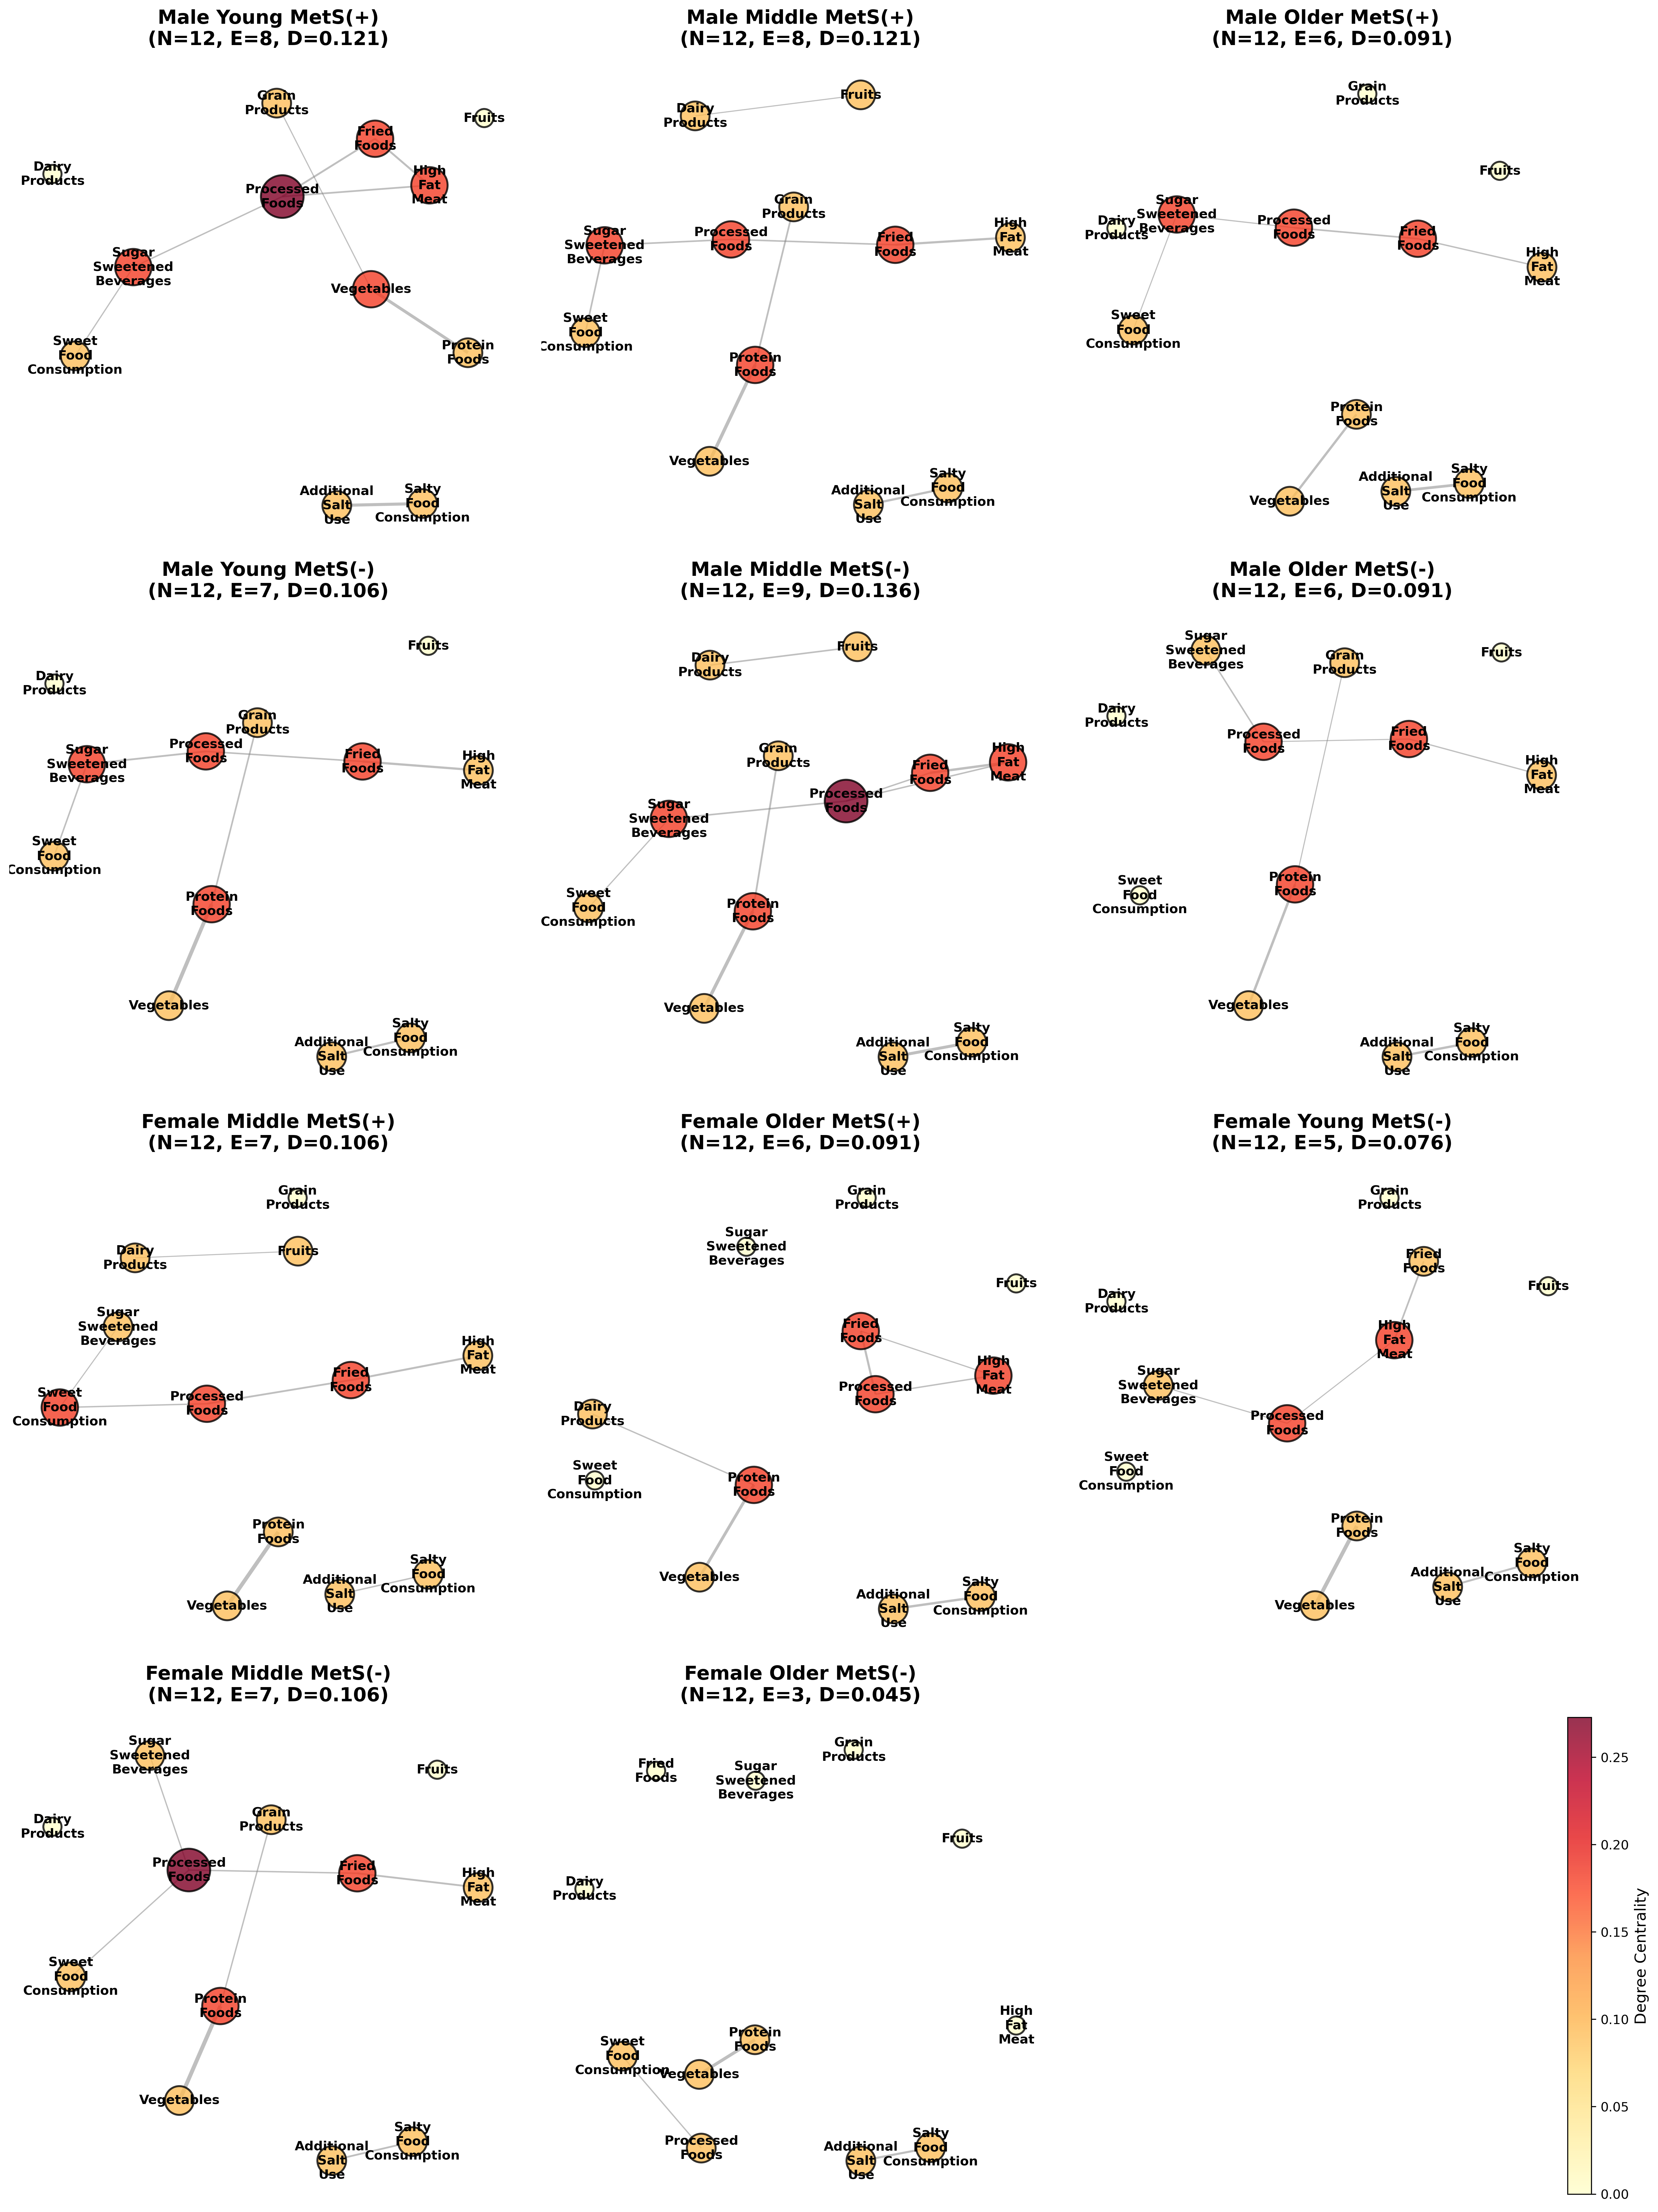 Male Young MetS(+)
(N=12, E=8, D=0.121)
Grain
Products
Fruits
Fried
Foods
Dairy
Products
High
Fat
Meat
Processed
Foods
Sugar
Sweetened
Beverages
Vegetables
Sweet
Food
Consumption
Protein
Foods
Additional
Salt
Use
Salty
Food
Consumption
Male Middle MetS(+)
(N=12, E=8, D=0.121)
Fruits
Dairy
Products
Grain
Products
Processed
Foods
Sugar
Sweetened
Beverages
Fried
Foods
High
Fat
Meat
Sweet
Food
Consumption
Protein
Foods
Vegetables
Additional
Salt
Use
Salty
Food
Consumption
Male Older MetS(+)
(N=12, E=6, D=0.091)
Grain
Products
Fruits
Dairy
Products
Sugar
Sweetened
Beverages
Processed
Foods
Fried
Foods
High
Fat
Meat
Sweet
Food
Consumption
Protein
Foods
Vegetables
Additional
Salt
Use
Salty
Food
Consumption
Male Young MetS(-)
(N=12, E=7, D=0.106)
Fruits
Dairy
Products
Grain
Products
Sugar
Sweetened
Beverages
Processed
Foods
Fried
Foods
High
Fat
Meat
Sweet
Food
Consumption
Protein
Foods
Vegetables
Additional
Salt
Use
Salty
Food
Consumption
Male Middle MetS(-)
(N=12, E=9, D=0.136)
Fruits
Dairy
Products
Grain
Products
Fried
Foods
High
Fat
Meat
Processed
Foods
Sugar
Sweetened
Beverages
Sweet
Food
Consumption
Protein
Foods
Vegetables
Additional
Salt
Use
Salty
Food
Consumption
Male Older MetS(-)
(N=12, E=6, D=0.091)
Sugar
Sweetened
Beverages
Grain
Products
Fruits
Dairy
Products
Processed
Foods
Fried
Foods
High
Fat
Meat
Sweet
Food
Consumption
Protein
Foods
Vegetables
Additional
Salt
Use
Salty
Food
Consumption
Female Middle MetS(+)
(N=12, E=7, D=0.106)
Grain
Products
Dairy
Products
Fruits
Sugar
Sweetened
Beverages
High
Fat
Meat
Fried
Foods
Sweet
Food
Consumption
Processed
Foods
Protein
Foods
Vegetables
Additional
Salt
Use
Salty
Food
Consumption
Female Older MetS(+)
(N=12, E=6, D=0.091)
Grain
Products
Sugar
Sweetened
Beverages
Fruits
Fried
Foods
High
Fat
Meat
Processed
Foods
Dairy
Products
Sweet
Food
Consumption
Protein
Foods
Vegetables
Additional
Salt
Use
Salty
Food
Consumption
Female Young MetS(-)
(N=12, E=5, D=0.076)
Grain
Products
Fried
Foods
Fruits
Dairy
Products
High
Fat
Meat
Sugar
Sweetened
Beverages
Processed
Foods
Sweet
Food
Consumption
Protein
Foods
Vegetables
Additional
Salt
Use
Salty
Food
Consumption
Female Middle MetS(-)
(N=12, E=7, D=0.106)
Sugar
Sweetened
Beverages
Fruits
Dairy
Products
Grain
Products
Processed
Foods
Fried
Foods
High
Fat
Meat
Sweet
Food
Consumption
Protein
Foods
Vegetables
Additional
Salt
Use
Salty
Food
Consumption
Female Older MetS(-)
(N=12, E=3, D=0.045)
Grain
Products
Fried
Foods
Sugar
Sweetened
Beverages
Fruits
Dairy
Products
High
Fat
Meat
Sweet
Food
Consumption
Protein
Foods
Vegetables
Processed
Foods
Additional
Salt
Use
Salty
Food
Consumption
0.25
0.20
0.15
0.10
0.05
0.00
Degree Centrality